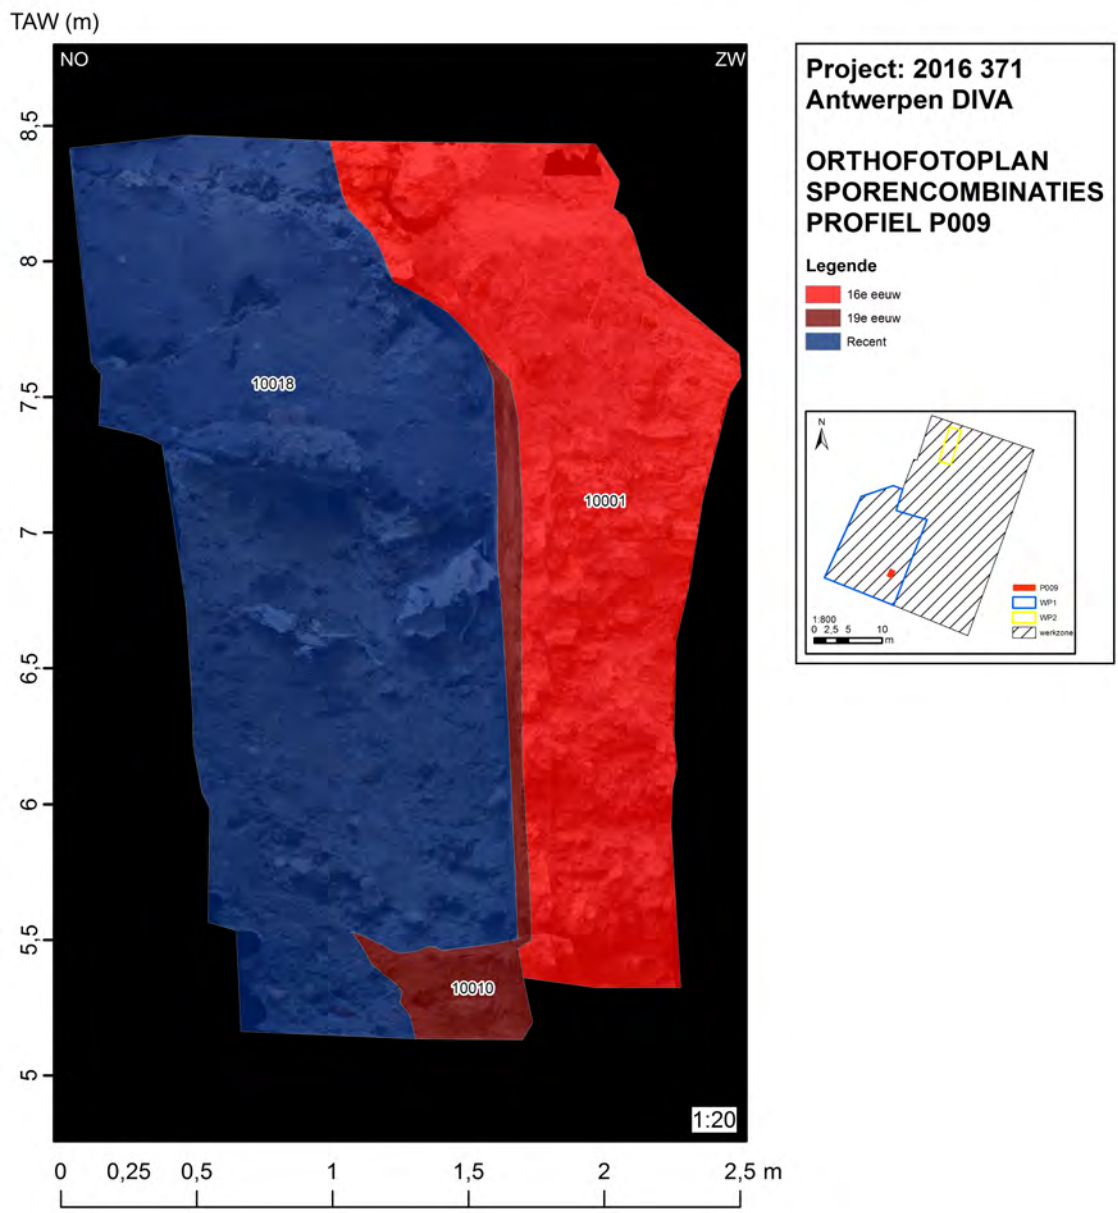 TAW (m)
NO
ZW
8,5
8
7,5
7
6,5
6
5,5
5
10018
10001
10010
1:20
0 0,25 0,5 1 1,5 2 2,5 m
Project: 2016 371
Antwerpen DIVA
ORTHOFOTOPLAN
SPORENCOMBINATIES
PROFIEL P009
Legende
16e eeuw
19e eeuw
Recent
N
P009
WP1
WP2
werkzone
1:800
0 2,5 5 10
m